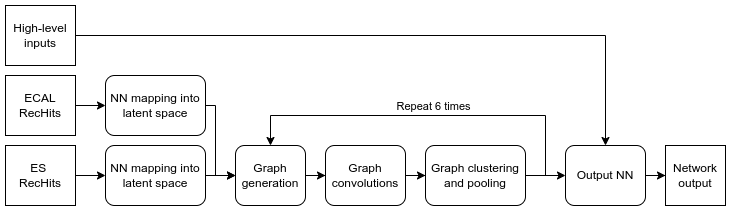 High-level
inputs
ECAL
RecHits
NN mapping into
latent space
Repeat 6 times
ES
RecHits
NN mapping into
latent space
Graph
generation
Graph
convolutions
Graph clustering
and pooling
Output NN
Network
output